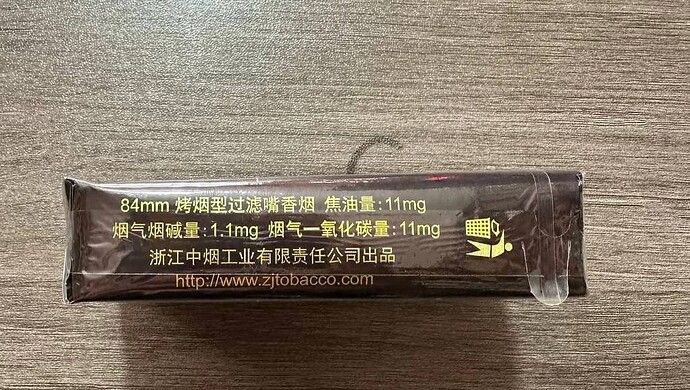 84mm 烤烟型过滤嘴香烟 焦油量:11mg
烟气烟碱量:1.1mg 烟气一氧化碳量:11mg
浙江中烟工业有限责任公司出品
http://www.zjtobacco.com